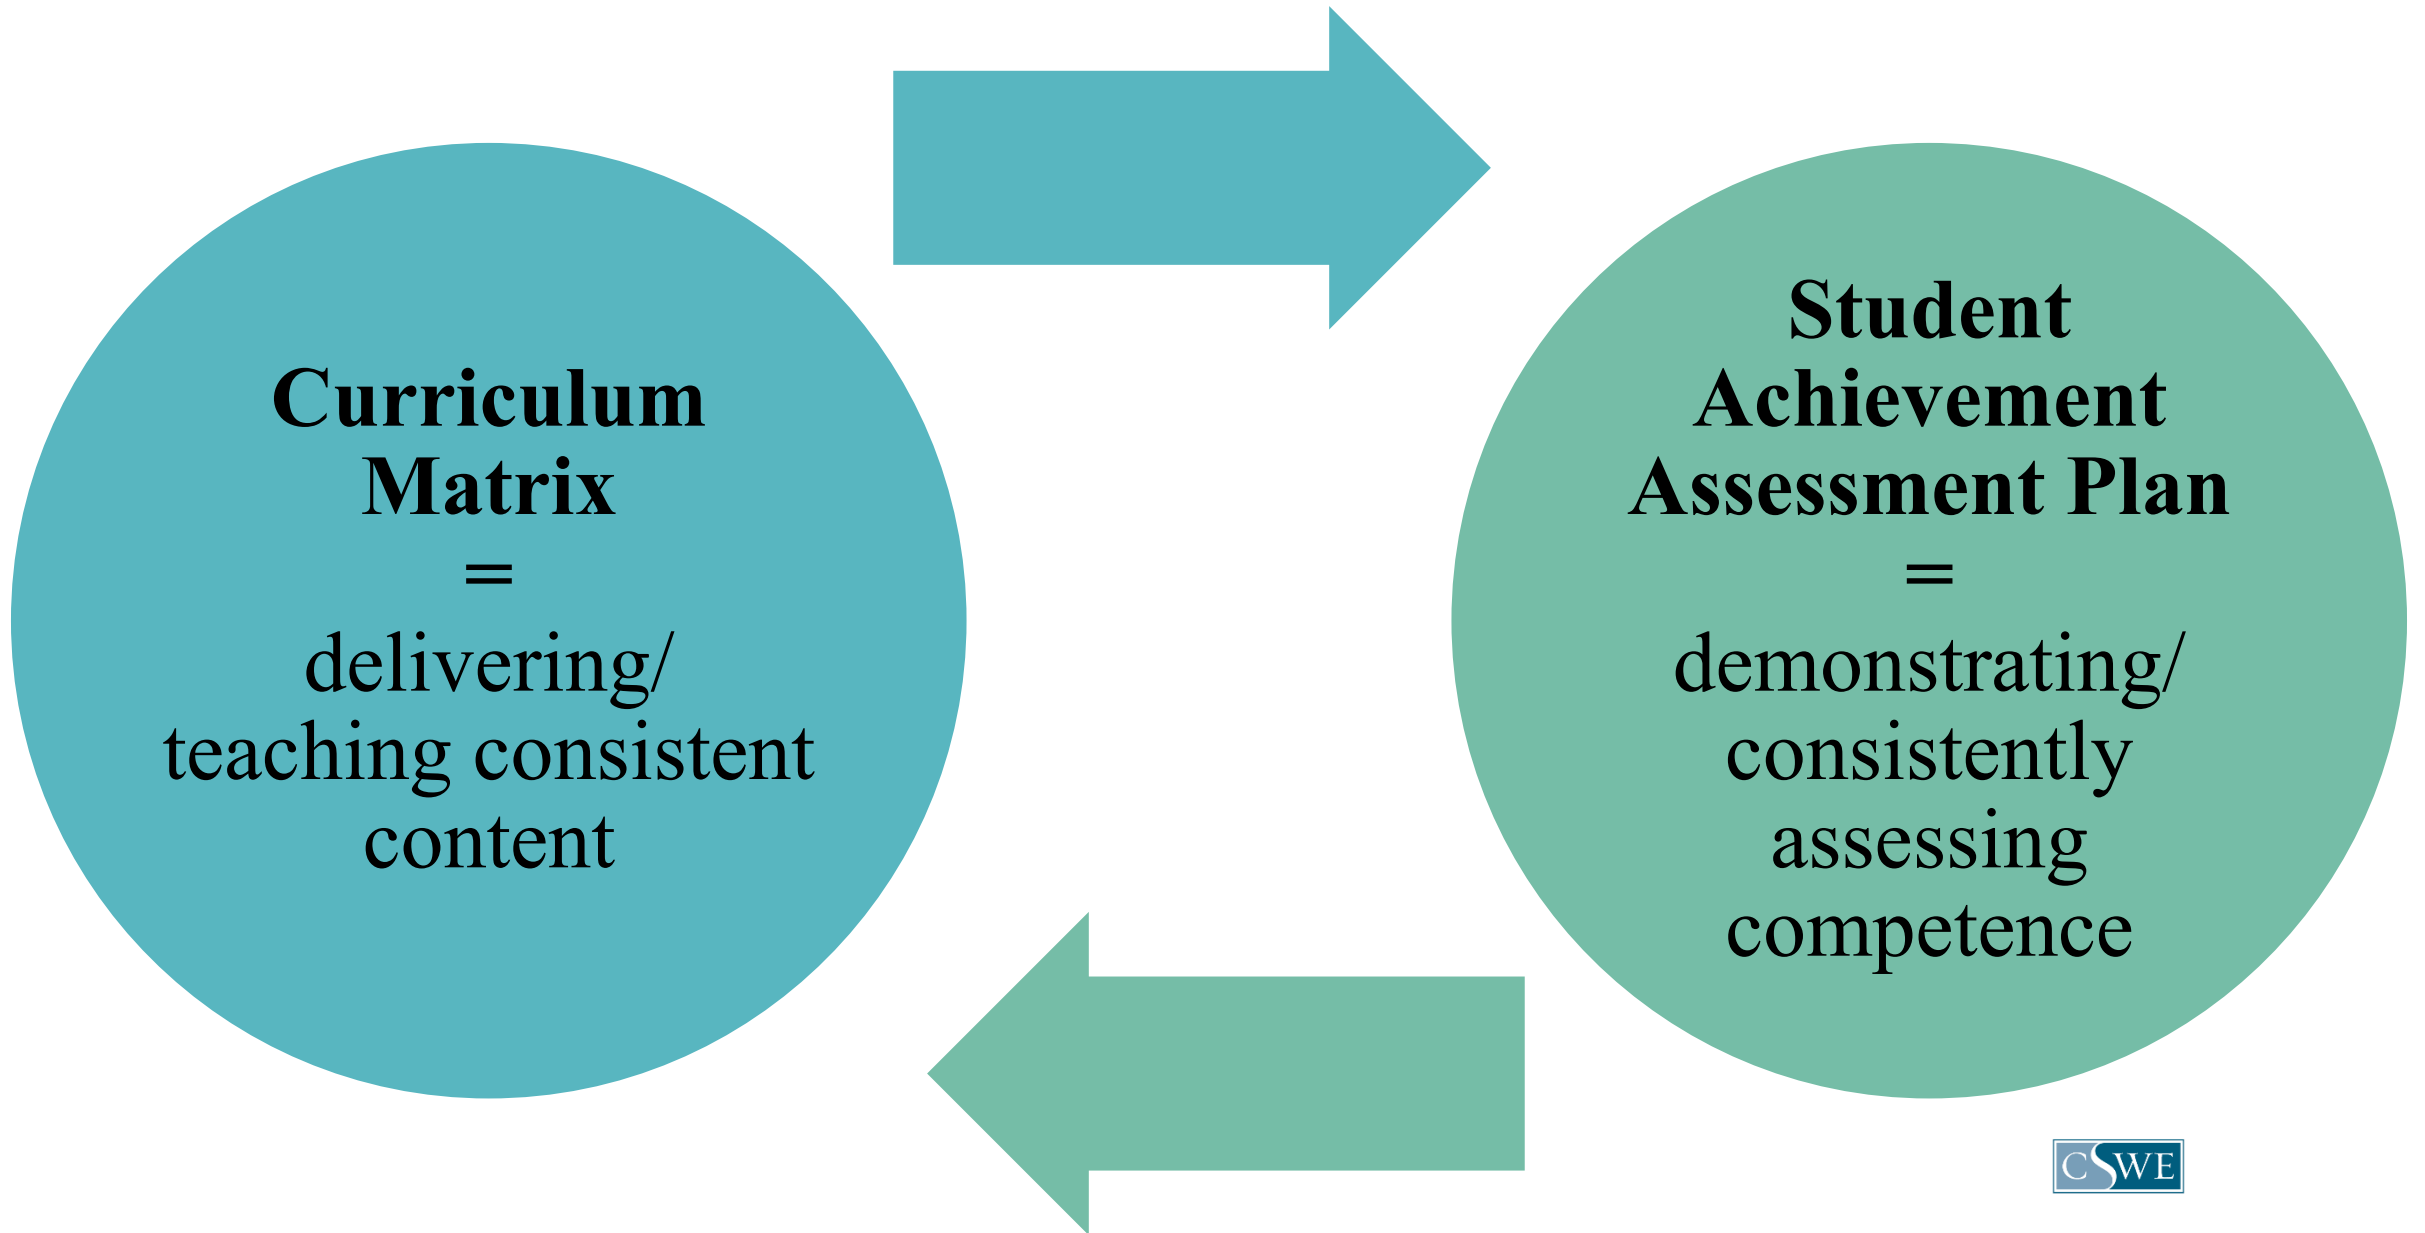 Curriculum
Matrix
=
delivering/
teaching consistent
content
Student
Achievement
Assessment Plan
=
demonstrating/
consistently
assessing
competence
CSWE